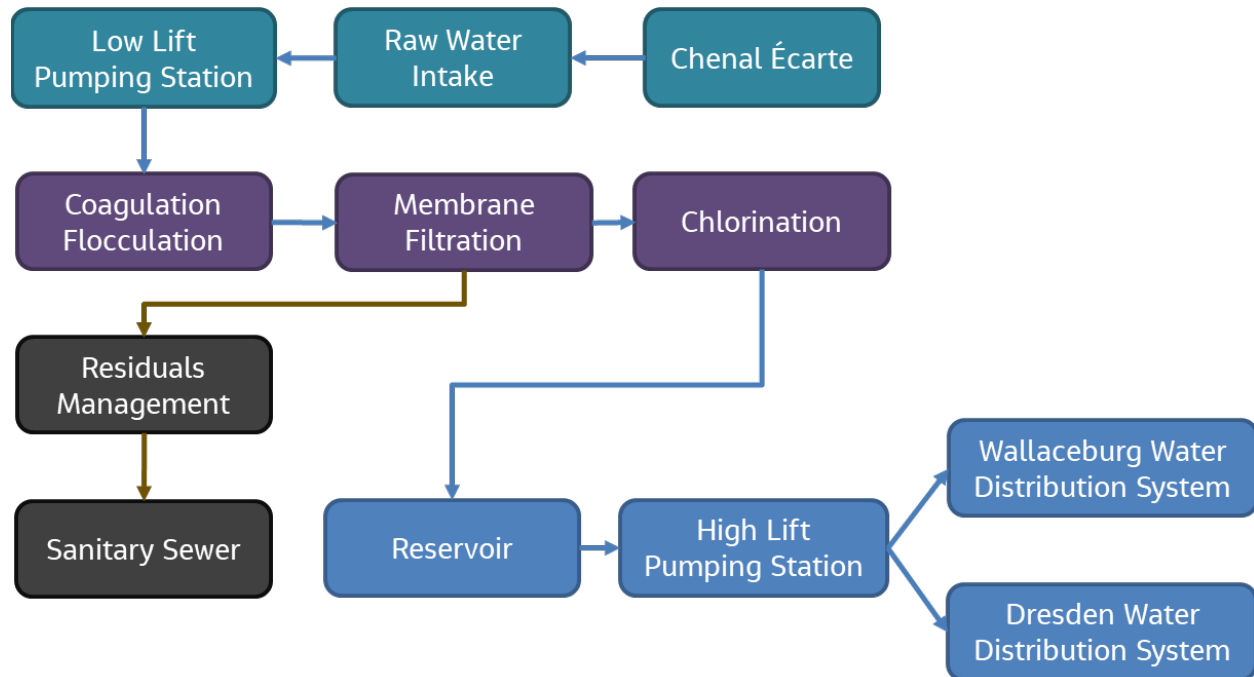 Low Lift
Pumping Station
Raw Water
Intake
Chenal Écarte
Coagulation
Flocculation
Membrane
Filtration
Chlorination
Residuals
Management
Sanitary Sewer
Reservoir
High Lift
Pumping Station
Wallaceburg Water
Distribution System
Dresden Water
Distribution System